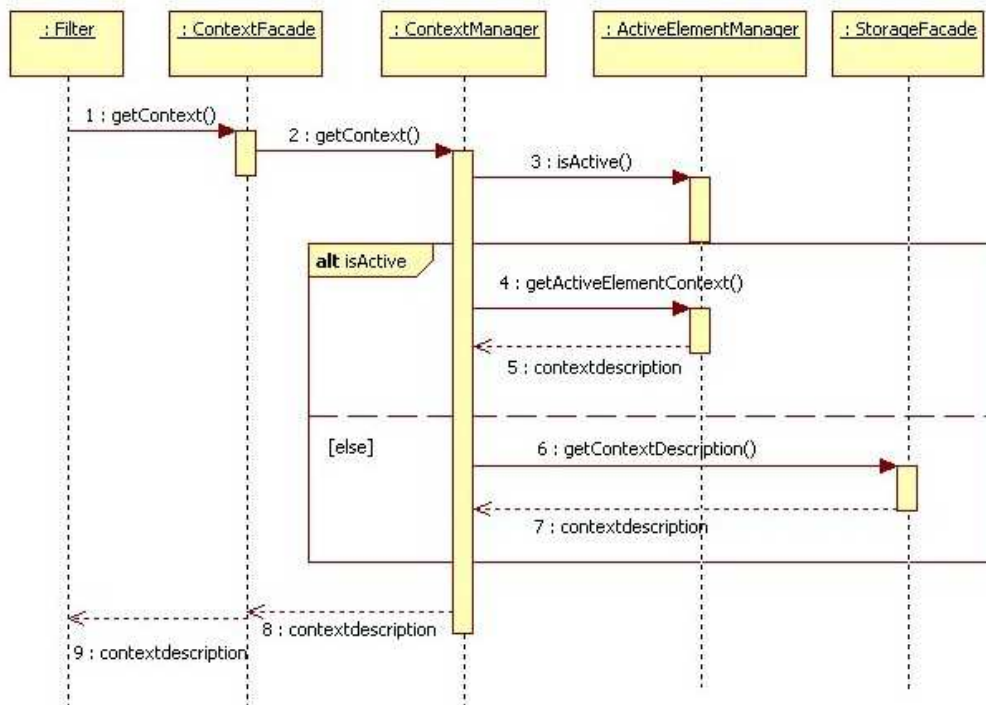 : Filter
: ContextFacade
: ContextManager
: ActiveElementManager
: StorageFacade
1 : getContext()
2 : getContext()
3 : isActive()
alt isActive
4 : getActiveElementContext()
5 : contextdescription
[else]
6 : getContextDescription()
7 : contextdescription
8 : contextdescription
9 : contextdescription